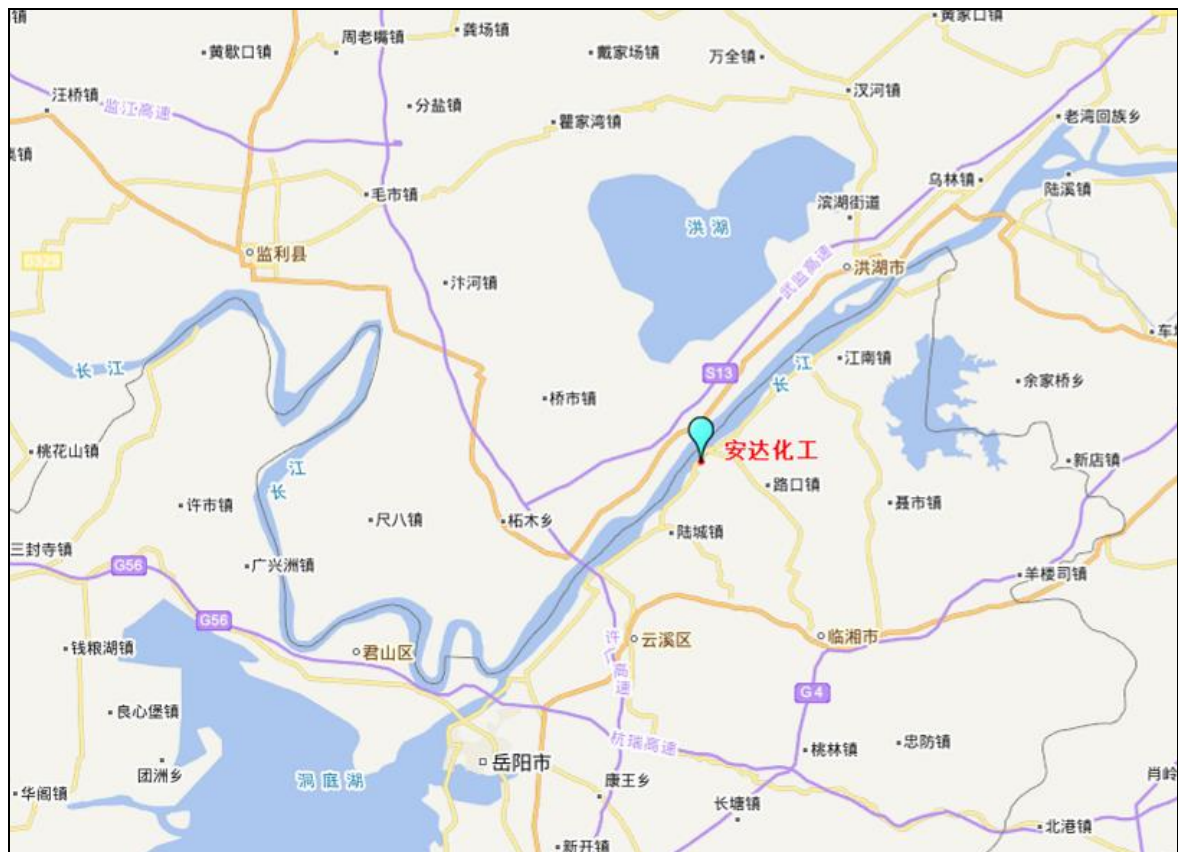 镇
黄家口镇
龚场镇
周老嘴镇
黄歇口镇
戴家场镇
万全镇
汊河镇
汪桥镇
监江高速
分盐镇
瞿家湾镇
老湾回族乡
镇
毛市镇
乌林镇
陆溪镇
滨湖街道
洪湖
监利县
洪湖市
汴河镇
武监高速
长江
S13
长江
江南镇
余家桥乡
桥市镇
桃花山镇
安达化工
新店镇
长江
路口镇
许市镇
尺八镇
柘木乡
聂市镇
陆城镇
三封寺镇
G56
广兴洲镇
羊楼司镇
G56
钱粮湖镇
君山区
许广高速
云溪区
临湘市
G4
良心堡镇
杭瑞高速
桃林镇
忠防镇
团洲乡
洞庭湖
岳阳市
康王乡
华阁镇
长塘镇
北港镇
新开镇